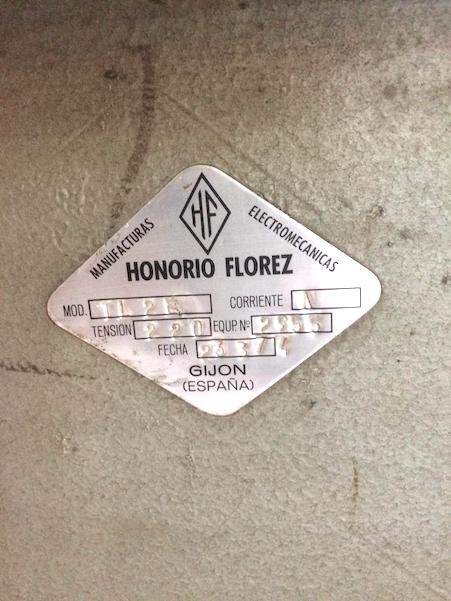 HF
MANUFACTURAS
ELECTROMECANICAS
HONORIO FLOREZ
MOD. CORRIENTE
TENSION 220 EQUP. Nº
FECHA
GIJON
(ESPAÑA)